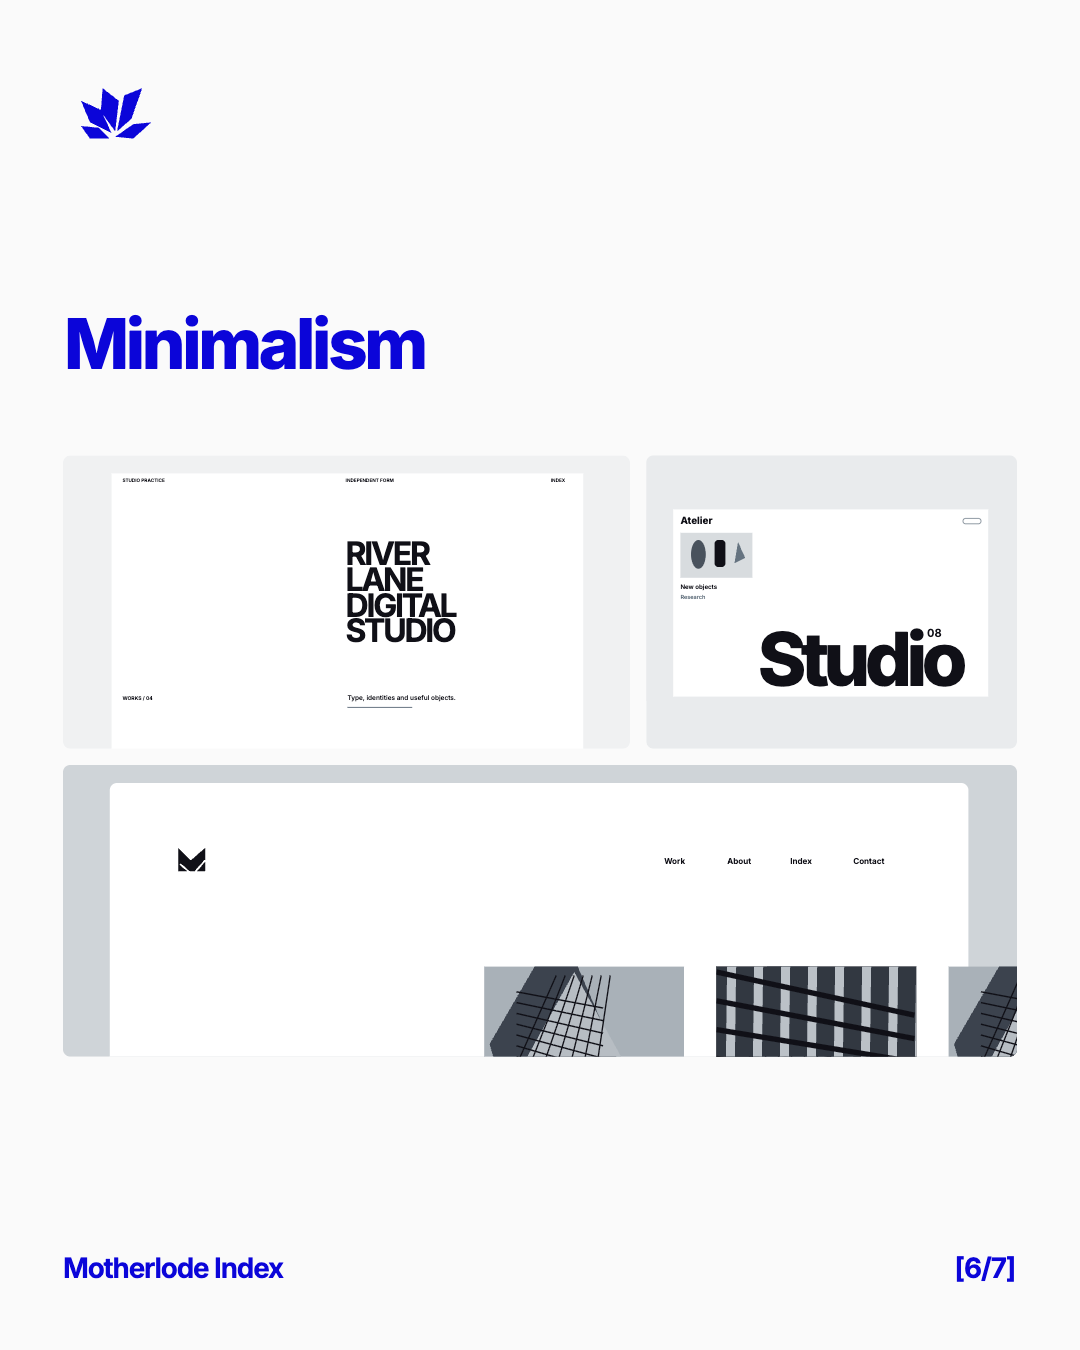 Minimalism
STUDIO PRACTICE
INDEPENDENT FORM
INDEX
RIVER
LANE
DIGITAL
STUDIO
WORKS / 04
Type, identities and useful objects.
Atelier
New objects
Research
Studio
08
Work
About
Index
Contact
Motherlode Index
[6/7]